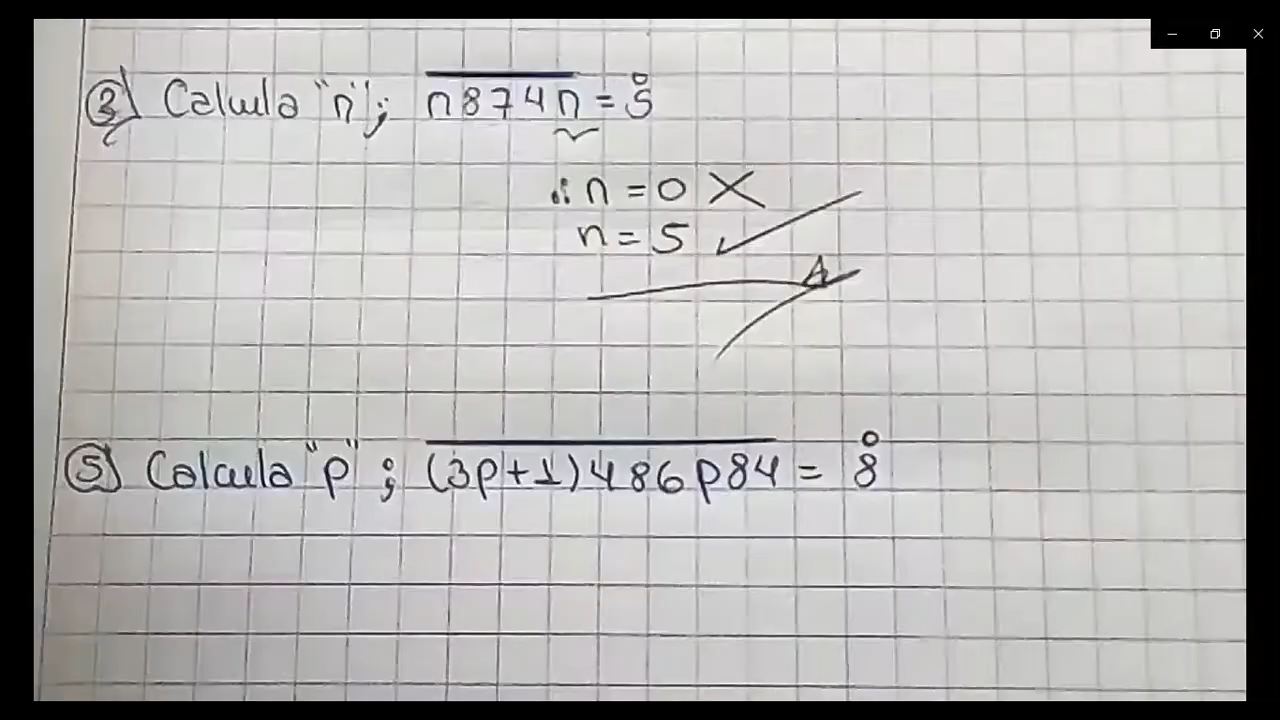 3) Calcula "n"; n874n = 5°
∴ n = 0 X
n = 5 ✓
A
5) Calcula "p"; (3p+1)486p84 = 8°